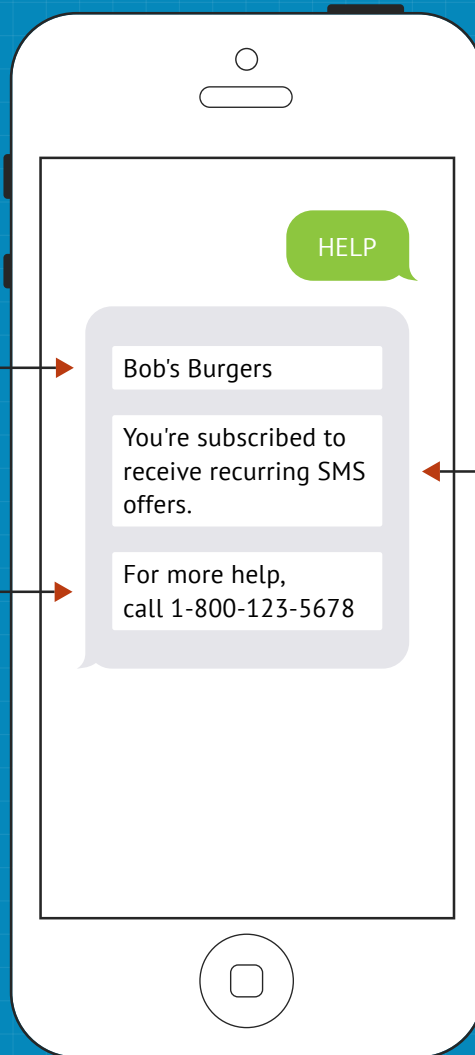 HELP
Bob's Burgers
You're subscribed to
receive recurring SMS
offers.
For more help,
call 1-800-123-5678